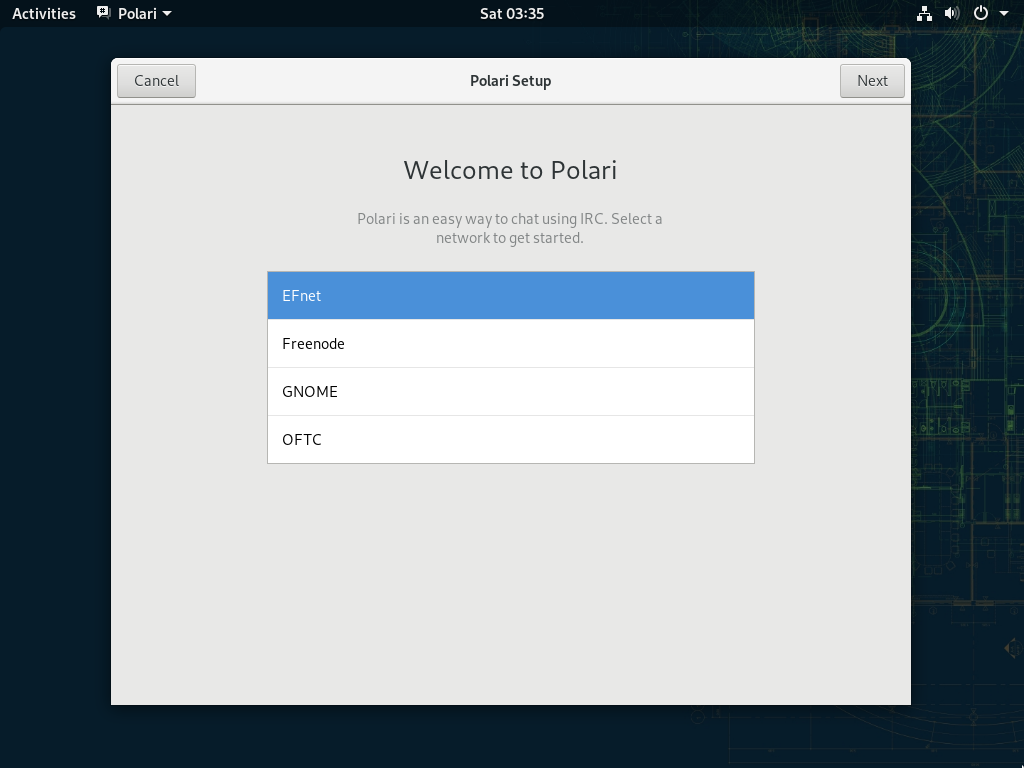 Activities Polari Sat 03:35
Cancel Polari Setup Next
Welcome to Polari
Polari is an easy way to chat using IRC. Select a
network to get started.
EFnet
Freenode
GNOME
OFTC